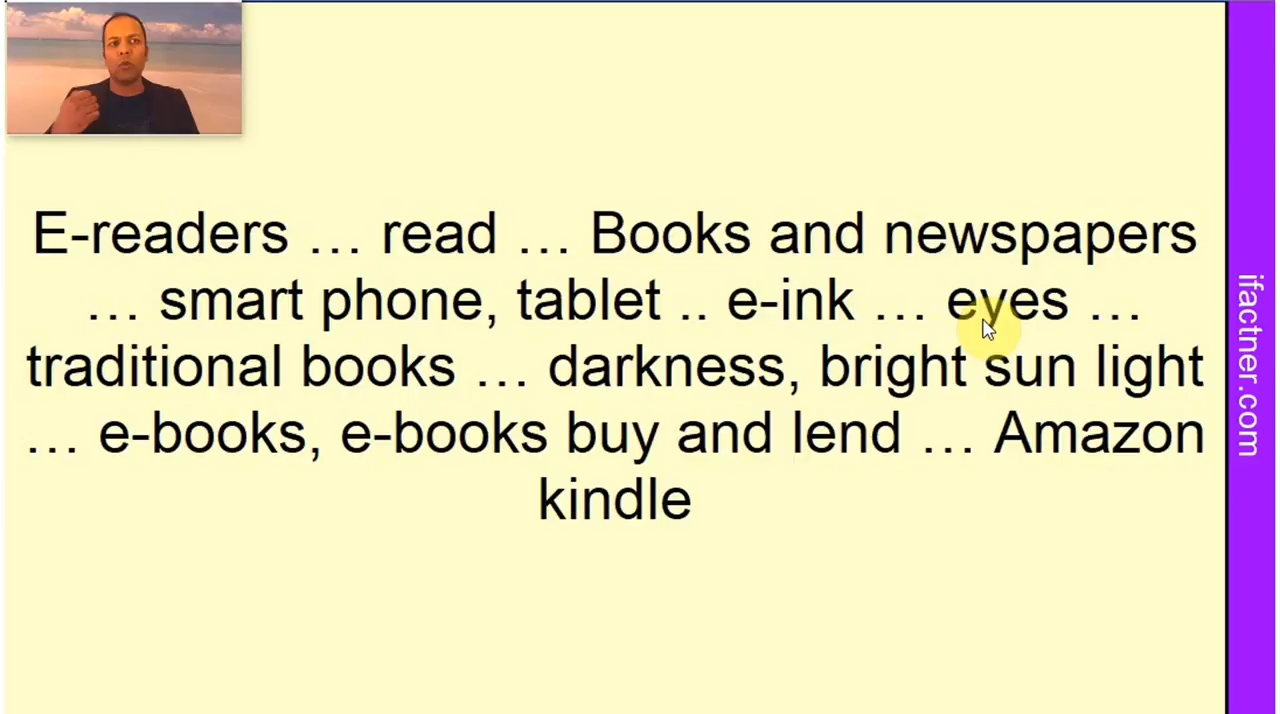 E-readers … read … Books and newspapers
… smart phone, tablet .. e-ink … eyes …
traditional books … darkness, bright sun light
… e-books, e-books buy and lend … Amazon
kindle
ifactner.com